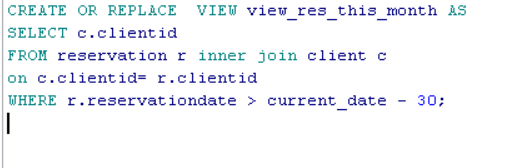 CREATE OR REPLACE  VIEW view_res_this_month AS
SELECT c.clientid
FROM reservation r inner join client c
on c.clientid= r.clientid
WHERE r.reservationdate > current_date - 30;